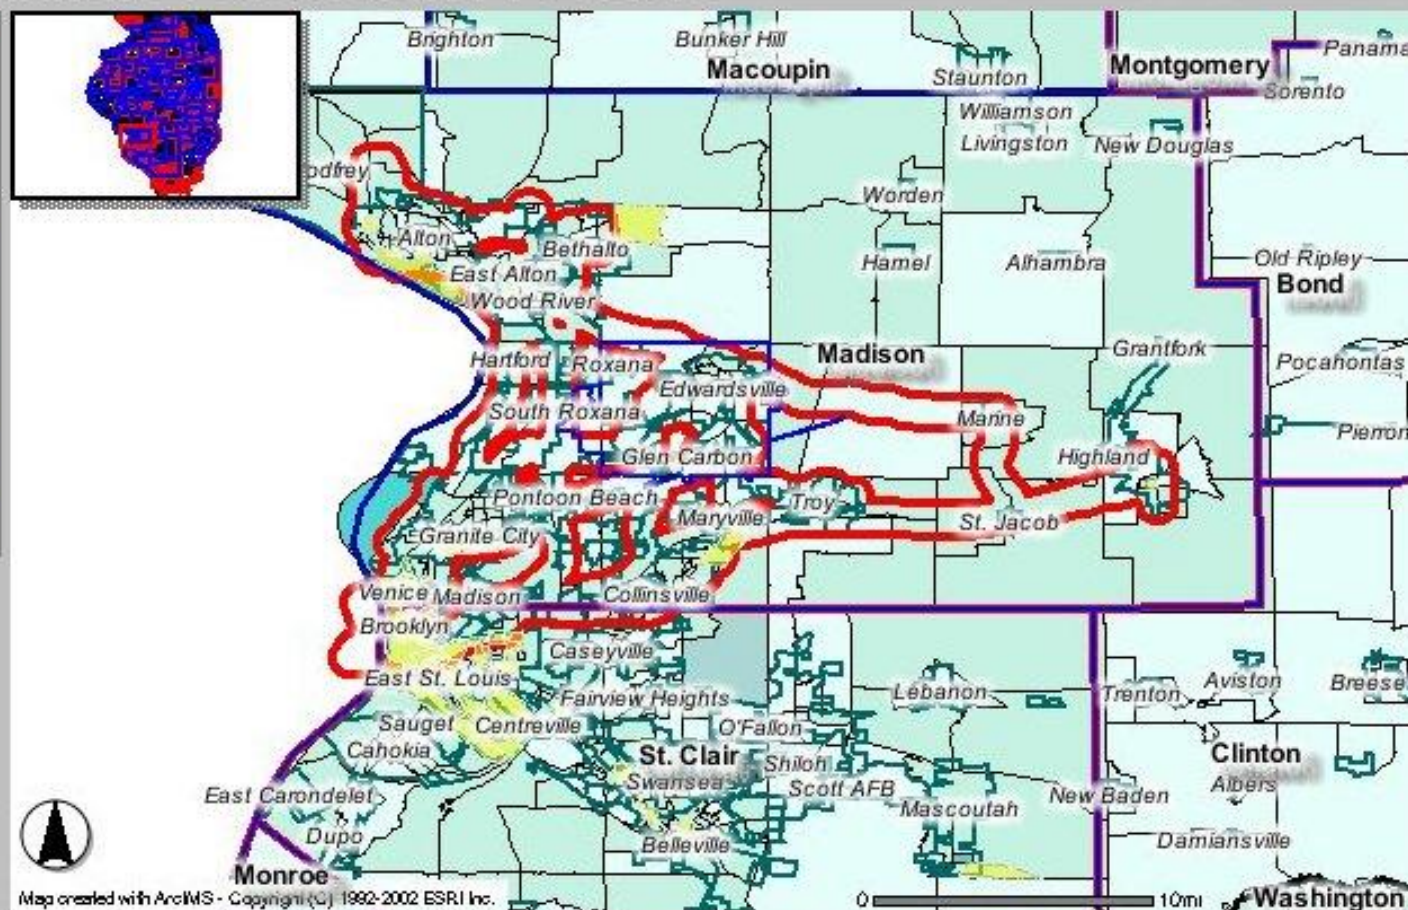 Brighton
Bunker Hill
Macoupin
Staunton
Montgomery
Panama
Sorento
Williamson
Livingston
New Douglas
odfrey
Worden
Alton
Bethalto
Hamel
Alhambra
Old Ripley
East Alton
Bond
Wood River
Hartford
Roxana
Madison
Grantfork
Pocahontas
Edwardsville
South Roxana
Marine
Pierron
Glen Carbon
Highland
Pontoon Beach
Troy
Maryville
St. Jacob
Granite City
Venice
Madison
Collinsville
Brooklyn
Caseyville
East St. Louis
Fairview Heights
Lebanon
Trenton
Aviston
Breese
Sauget
Centreville
O'Fallon
Cahokia
St. Clair
Shiloh
Clinton
Swansea
Scott AFB
Albers
East Carondelet
Mascoutah
New Baden
Dupo
Belleville
Damiansville
Monroe
Map created with ArcIMS - Copyright (C) 1992-2002 ESRI Inc.
0 10mi
Washington